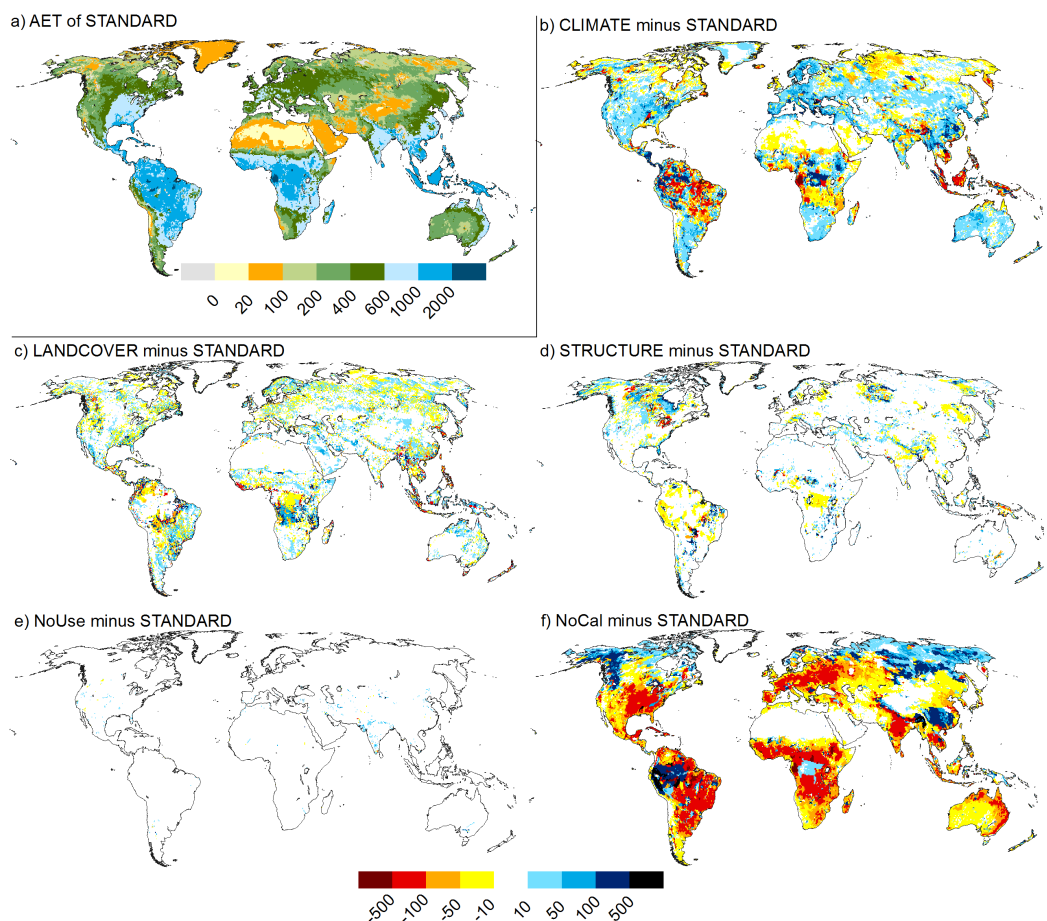 a) AET of STANDARD
b) CLIMATE minus STANDARD
0 20 100 200 400 600 1000 2000
c) LANDCOVER minus STANDARD
d) STRUCTURE minus STANDARD
e) NoUse minus STANDARD
f) NoCal minus STANDARD
-500 -100 -50 -10 10 50 100 500